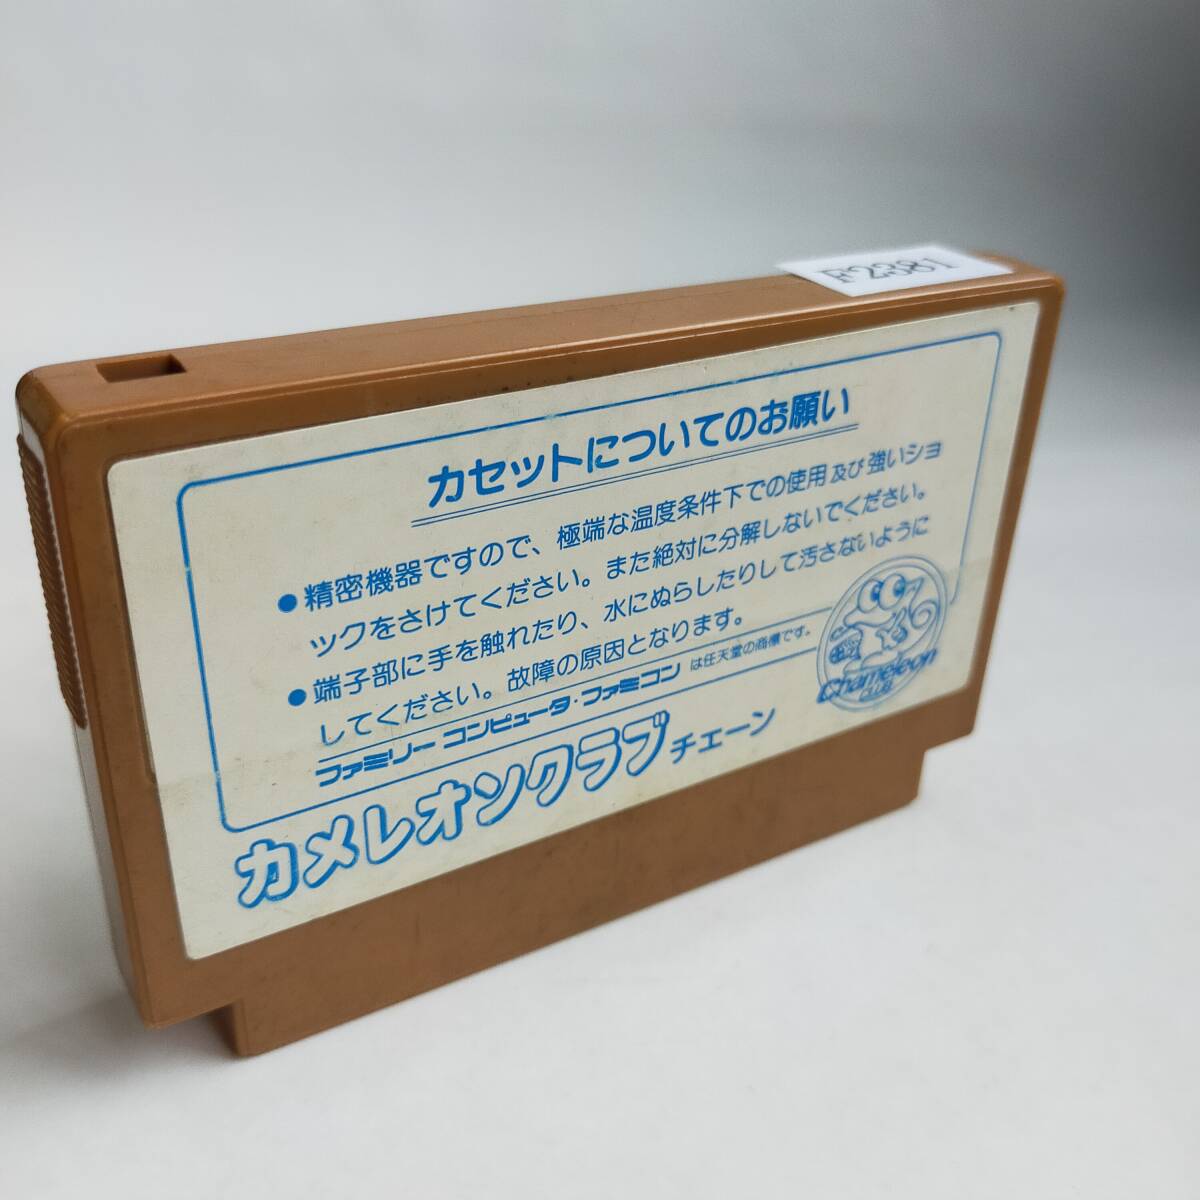 F2381
カセットについてのお願い
●精密機器ですので、極端な温度条件下での使用及び強いショ
ックをさけてください。また絶対に分解しないでください。
●端子部に手を触れたり、水にぬらしたりして汚さないように
してください。故障の原因となります。
ファミリーコンピュータ・ファミコンは任天堂の商標です。
Chameleon
CLUB
カメレオンクラブチェーン